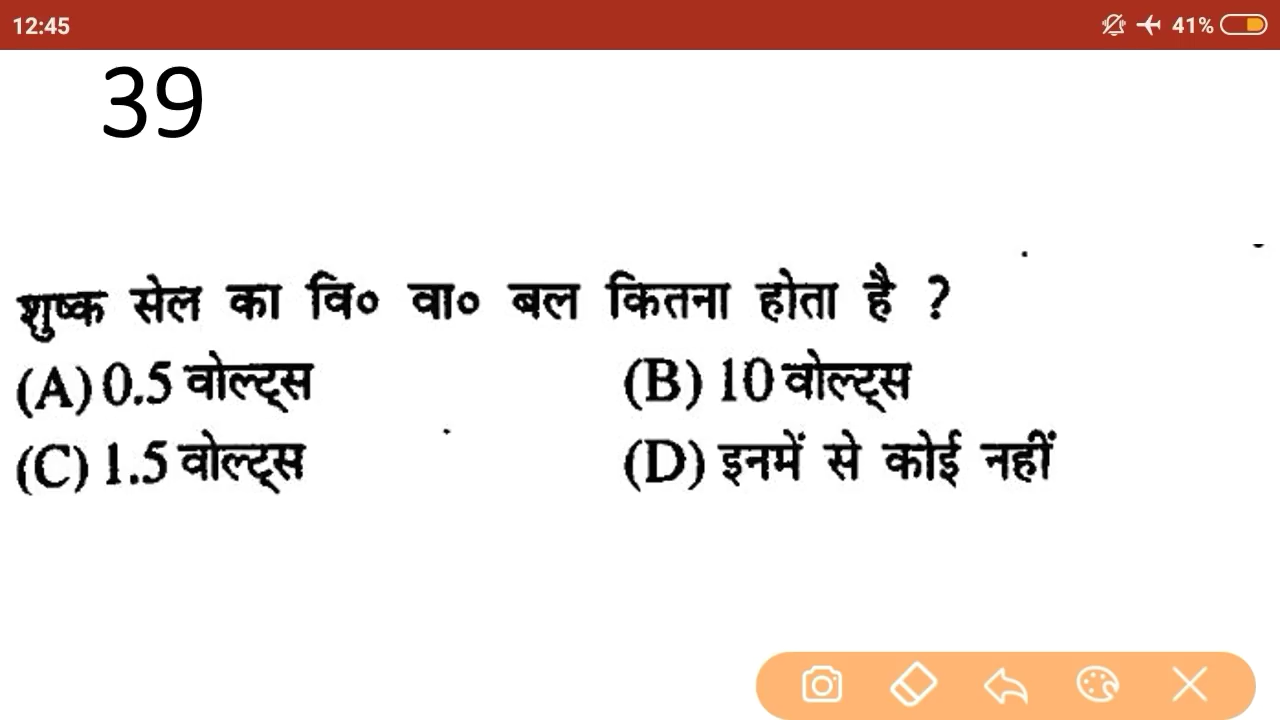 12:45 41%
39
शुष्क सेल का वि० वा० बल कितना होता है ?
(A) 0.5 वोल्ट्स (B) 10 वोल्ट्स
(C) 1.5 वोल्ट्स (D) इनमें से कोई नहीं